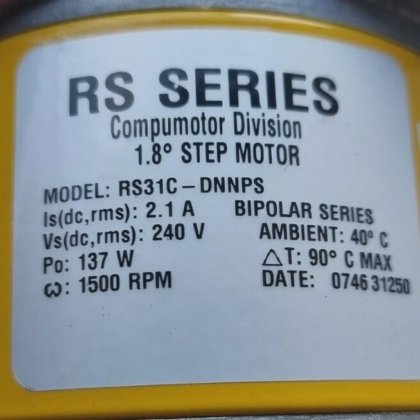 RS SERIES
Compumotor Division
1.8° STEP MOTOR
MODEL: RS31C-DNNPS
Is(dc,rms): 2.1 A BIPOLAR SERIES
Vs(dc,rms): 240 V AMBIENT: 40° C
Po: 137 W △T: 90° C MAX
ω: 1500 RPM DATE: 0746 31250